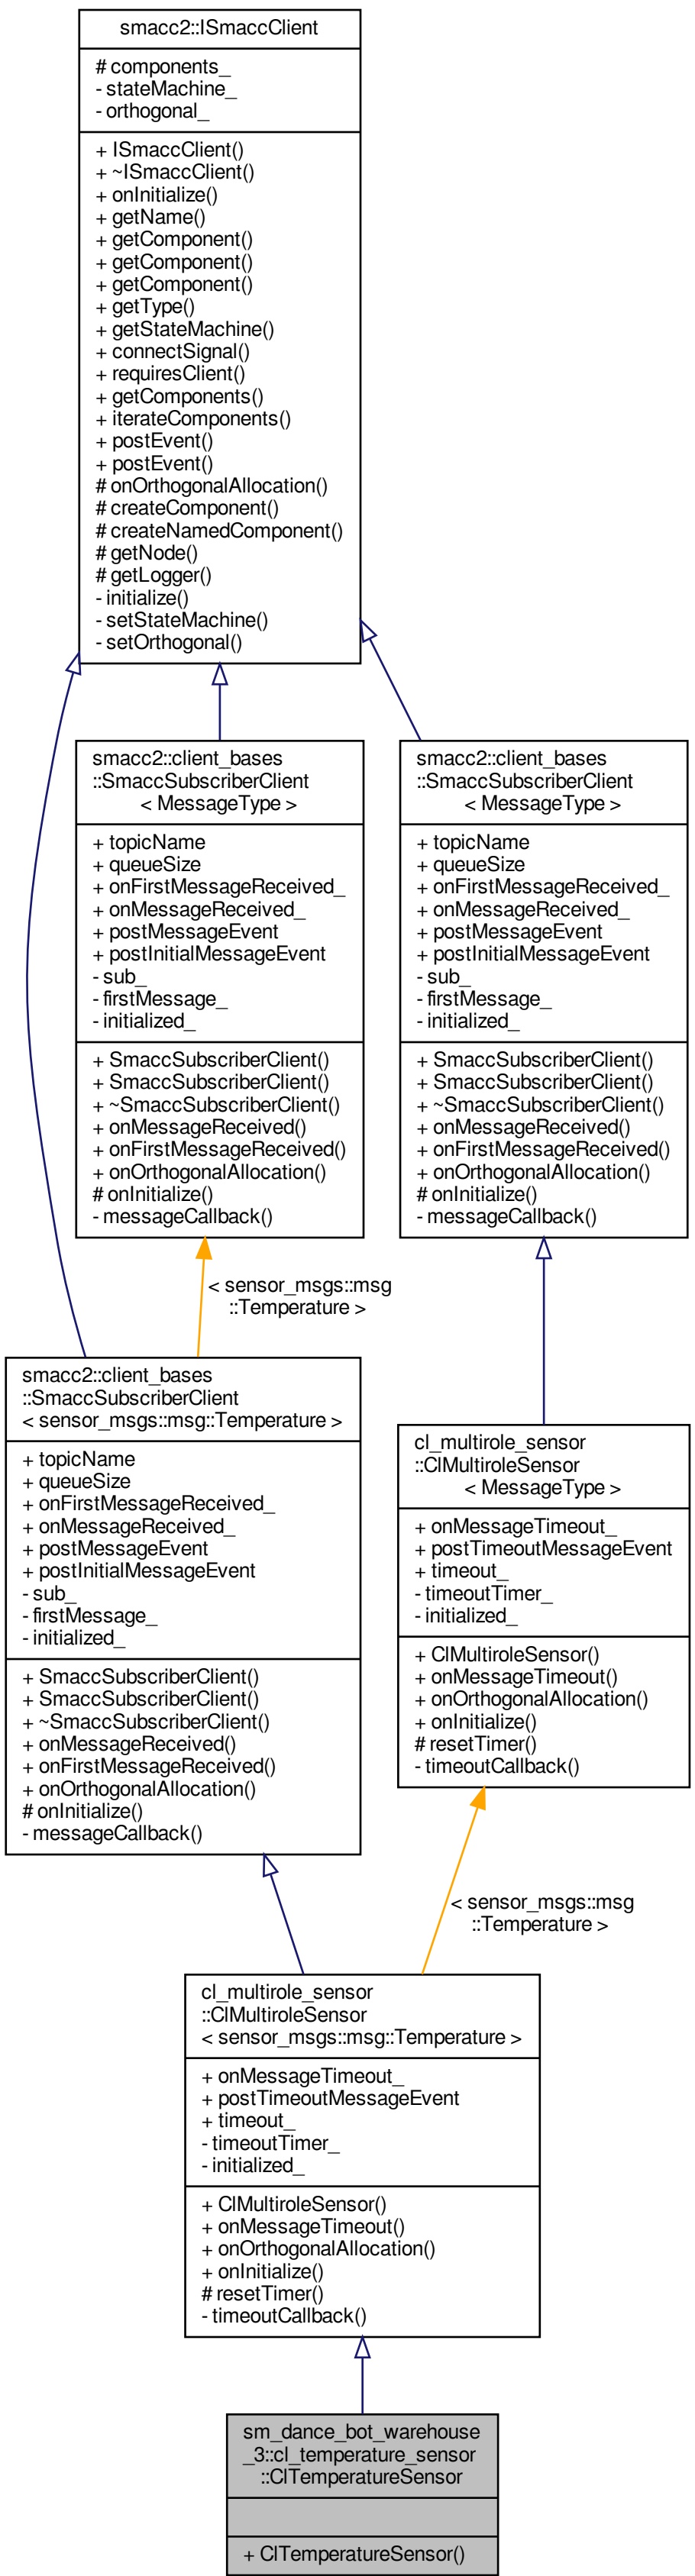 smacc2::ISmaccClient
# components_
- stateMachine_
- orthogonal_
+ ISmaccClient()
+ ~ISmaccClient()
+ onInitialize()
+ getName()
+ getComponent()
+ getComponent()
+ getComponent()
+ getType()
+ getStateMachine()
+ connectSignal()
+ requiresClient()
+ getComponents()
+ iterateComponents()
+ postEvent()
+ postEvent()
# onOrthogonalAllocation()
# createComponent()
# createNamedComponent()
# getNode()
# getLogger()
- initialize()
- setStateMachine()
- setOrthogonal()
smacc2::client_bases
::SmaccSubscriberClient
< MessageType >
+ topicName
+ queueSize
+ onFirstMessageReceived_
+ onMessageReceived_
+ postMessageEvent
+ postInitialMessageEvent
- sub_
- firstMessage_
- initialized_
+ SmaccSubscriberClient()
+ SmaccSubscriberClient()
+ ~SmaccSubscriberClient()
+ onMessageReceived()
+ onFirstMessageReceived()
+ onOrthogonalAllocation()
# onInitialize()
- messageCallback()
smacc2::client_bases
::SmaccSubscriberClient
< MessageType >
+ topicName
+ queueSize
+ onFirstMessageReceived_
+ onMessageReceived_
+ postMessageEvent
+ postInitialMessageEvent
- sub_
- firstMessage_
- initialized_
+ SmaccSubscriberClient()
+ SmaccSubscriberClient()
+ ~SmaccSubscriberClient()
+ onMessageReceived()
+ onFirstMessageReceived()
+ onOrthogonalAllocation()
# onInitialize()
- messageCallback()
< sensor_msgs::msg
::Temperature >
smacc2::client_bases
::SmaccSubscriberClient
< sensor_msgs::msg::Temperature >
+ topicName
+ queueSize
+ onFirstMessageReceived_
+ onMessageReceived_
+ postMessageEvent
+ postInitialMessageEvent
- sub_
- firstMessage_
- initialized_
+ SmaccSubscriberClient()
+ SmaccSubscriberClient()
+ ~SmaccSubscriberClient()
+ onMessageReceived()
+ onFirstMessageReceived()
+ onOrthogonalAllocation()
# onInitialize()
- messageCallback()
cl_multirole_sensor
::ClMultiroleSensor
< MessageType >
+ onMessageTimeout_
+ postTimeoutMessageEvent
+ timeout_
- timeoutTimer_
- initialized_
+ ClMultiroleSensor()
+ onMessageTimeout()
+ onOrthogonalAllocation()
+ onInitialize()
# resetTimer()
- timeoutCallback()
< sensor_msgs::msg
::Temperature >
cl_multirole_sensor
::ClMultiroleSensor
< sensor_msgs::msg::Temperature >
+ onMessageTimeout_
+ postTimeoutMessageEvent
+ timeout_
- timeoutTimer_
- initialized_
+ ClMultiroleSensor()
+ onMessageTimeout()
+ onOrthogonalAllocation()
+ onInitialize()
# resetTimer()
- timeoutCallback()
sm_dance_bot_warehouse
_3::cl_temperature_sensor
::ClTemperatureSensor
+ ClTemperatureSensor()